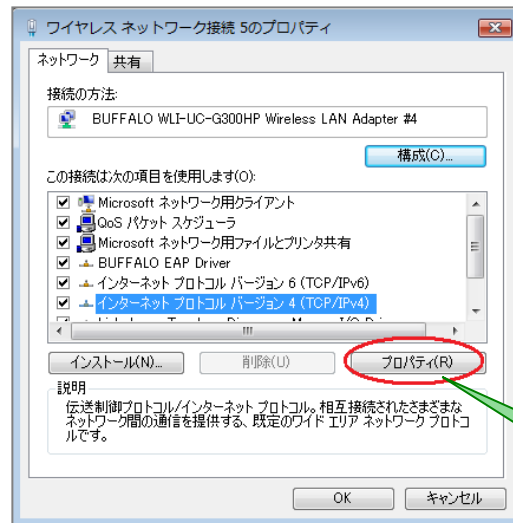 ワイヤレス ネットワーク接続 5のプロパティ
ネットワーク 共有
接続の方法:
BUFFALO WLI-UC-G300HP Wireless LAN Adapter #4
構成(C)...
この接続は次の項目を使用します(O):
Microsoft ネットワーク用クライアント
QoS パケット スケジューラ
Microsoft ネットワーク用ファイルとプリンタ共有
BUFFALO EAP Driver
インターネット プロトコル バージョン 6 (TCP/IPv6)
インターネット プロトコル バージョン 4 (TCP/IPv4)
インストール(N)... 削除(U) プロパティ(R)
説明
伝送制御プロトコル/インターネット プロトコル。相互接続されたさまざまな
ネットワーク間の通信を提供する、既定のワイド エリア ネットワーク プロトコ
ルです。
OK キャンセル